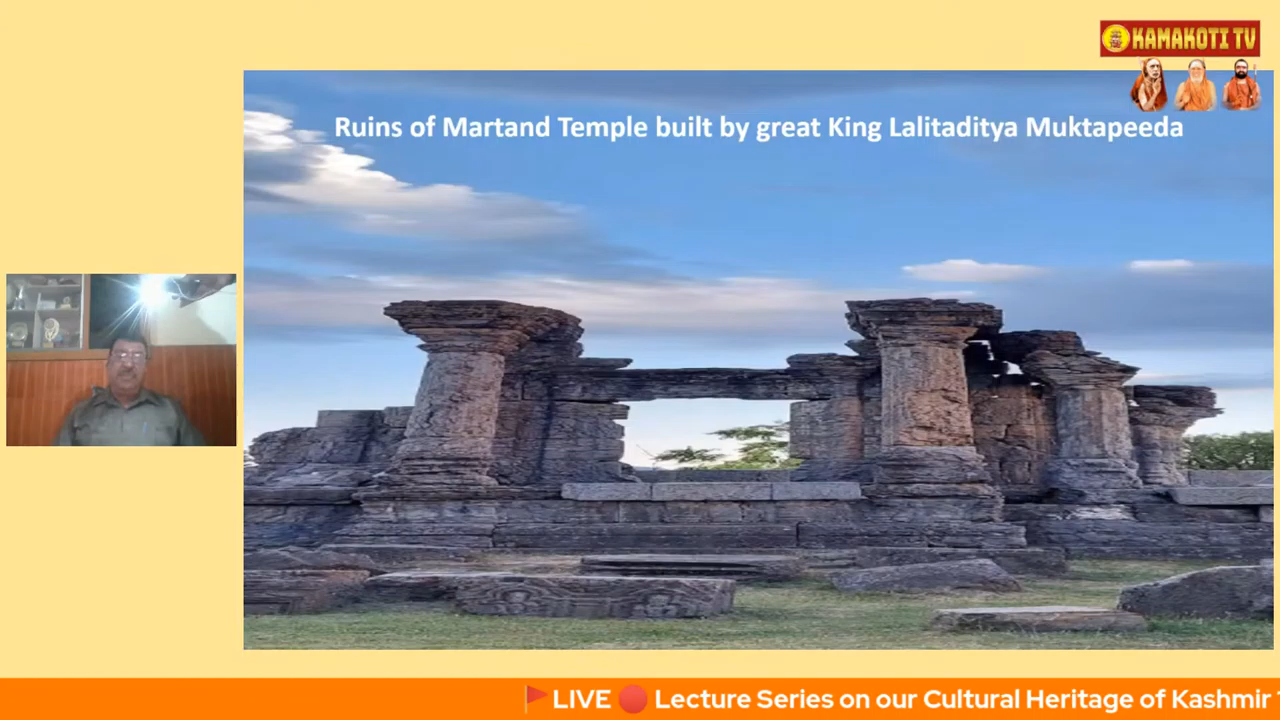 KAMAKOTI TV
Ruins of Martand Temple built by great King Lalitaditya Muktapeeda
LIVE Lecture Series on our Cultural Heritage of Kashmir